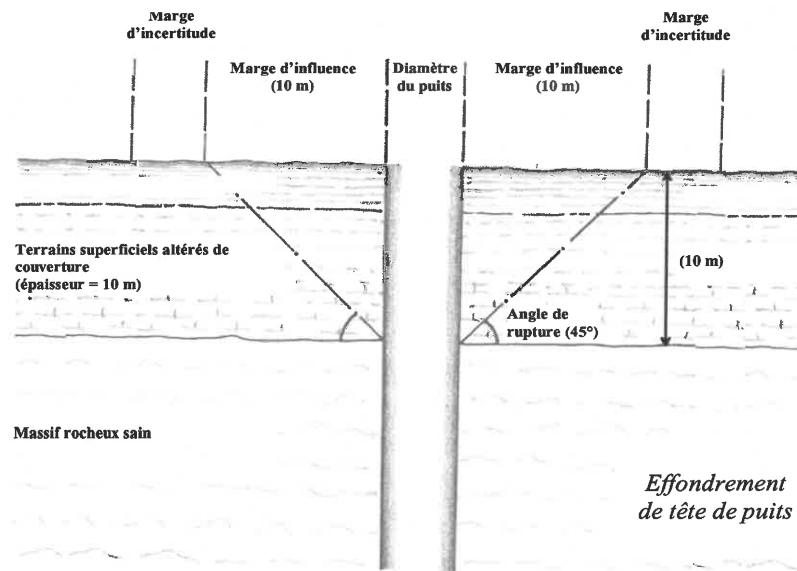 Marge
d'incertitude
Marge d'influence
(10 m)
Diamètre
du puits
Marge d'influence
(10 m)
Marge
d'incertitude
Terrains superficiels altérés de
couverture
(épaisseur = 10 m)
Angle de
rupture (45°)
(10 m)
Massif rocheux sain
Effondrement
de tête de puits